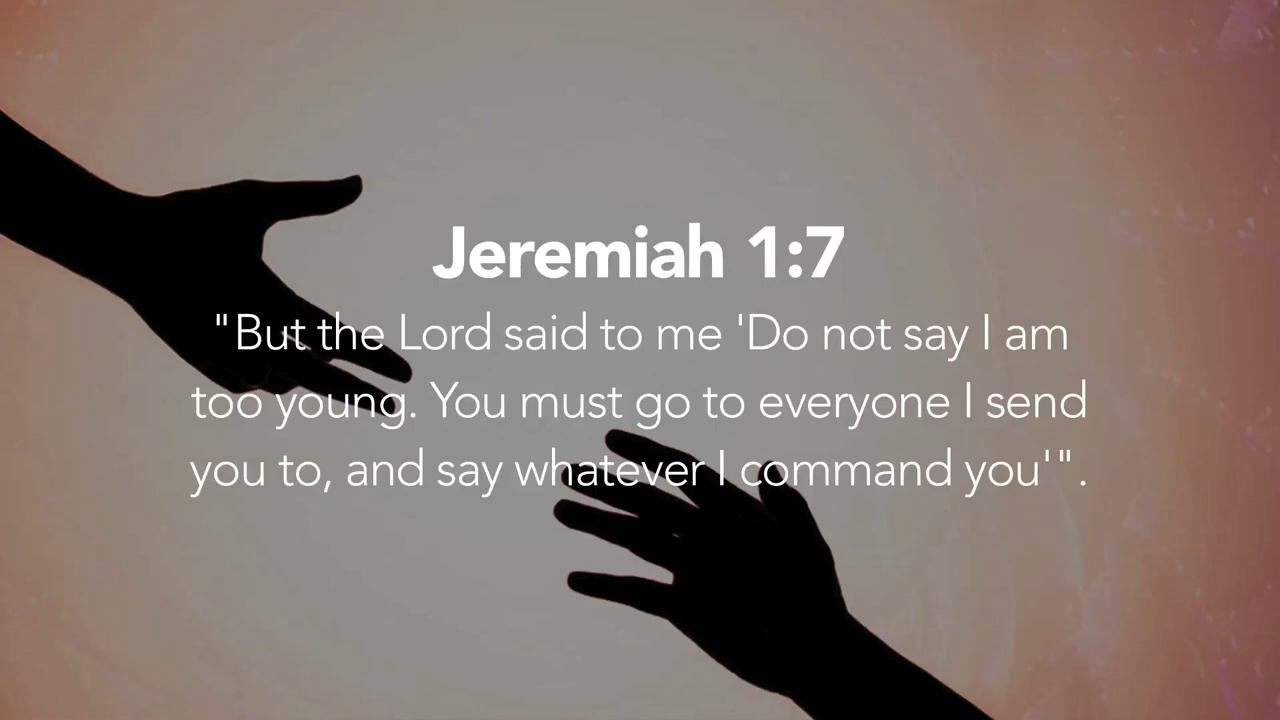 Jeremiah 1:7
"But the Lord said to me 'Do not say I am
too young. You must go to everyone I send
you to, and say whatever I command you'".